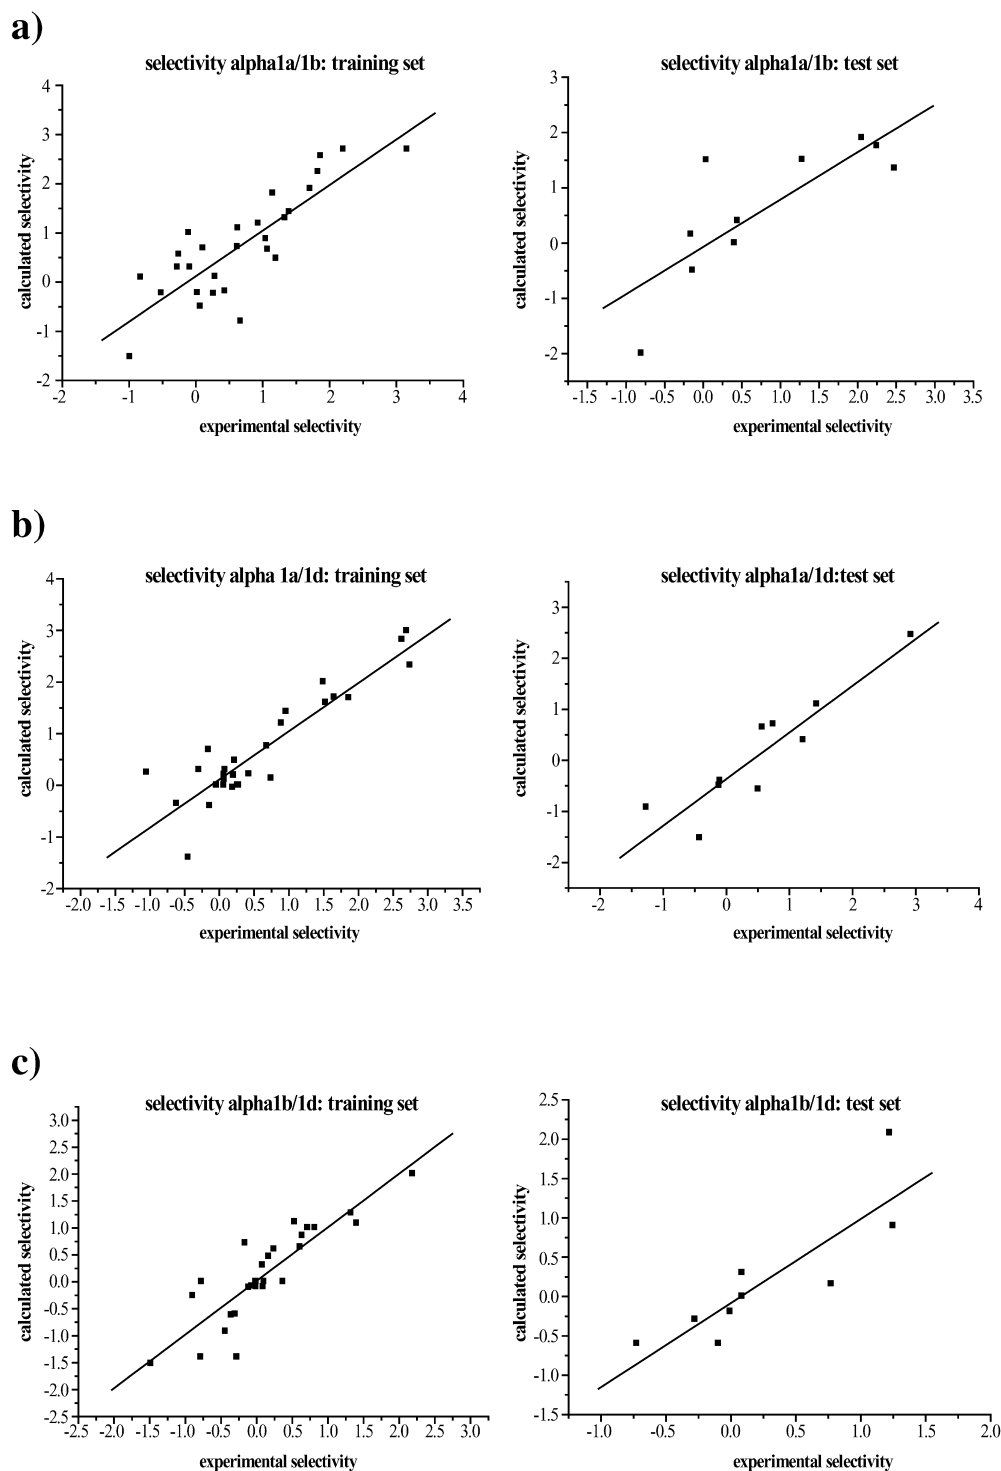 a)
selectivity alpha1a/1b: training set
selectivity alpha1a/1b: test set
calculated selectivity
4
3
2
1
0
-1
-2
-2 -1 0 1 2 3 4
experimental selectivity
calculated selectivity
3
2
1
0
-1
-2
-1.5 -1.0 -0.5 0.0 0.5 1.0 1.5 2.0 2.5 3.0 3.5
experimental selectivity
b)
selectivity alpha 1a/1d: training set
selectivity alpha1a/1d:test set
calculated selectivity
4
3
2
1
0
-1
-2
-2.0 -1.5 -1.0 -0.5 0.0 0.5 1.0 1.5 2.0 2.5 3.0 3.5
experimental selectivity
calculated selectivity
3
2
1
0
-1
-2
-2 -1 0 1 2 3 4
experimental selectivity
c)
selectivity alpha1b/1d: training set
selectivity alpha1b/1d: test set
calculated selectivity
3.0
2.5
2.0
1.5
1.0
0.5
0.0
-0.5
-1.0
-1.5
-2.0
-2.5
-2.5 -2.0 -1.5 -1.0 -0.5 0.0 0.5 1.0 1.5 2.0 2.5 3.0
experimental selectivity
calculated selectivity
2.5
2.0
1.5
1.0
0.5
0.0
-0.5
-1.0
-1.5
-1.0 -0.5 0.0 0.5 1.0 1.5 2.0
experimental selectivity